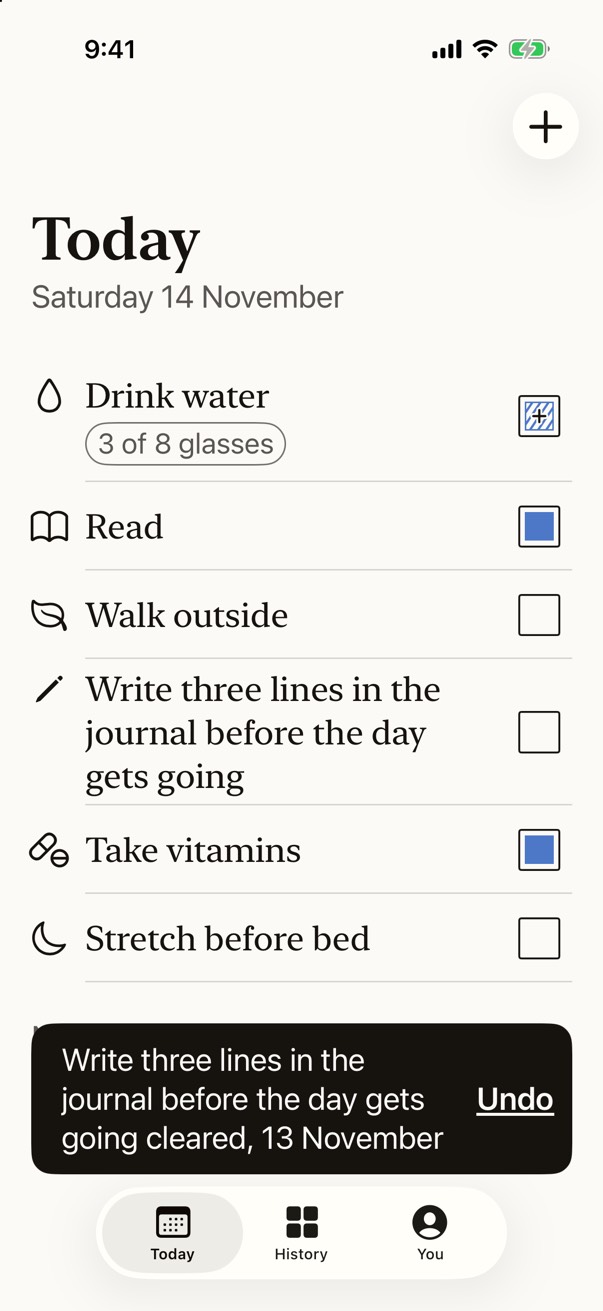 9:41
Today
Saturday 14 November
Drink water
3 of 8 glasses
Read
Walk outside
Write three lines in the
journal before the day
gets going
Take vitamins
Stretch before bed
Write three lines in the
journal before the day gets
going cleared, 13 November
Undo
Today
History
You